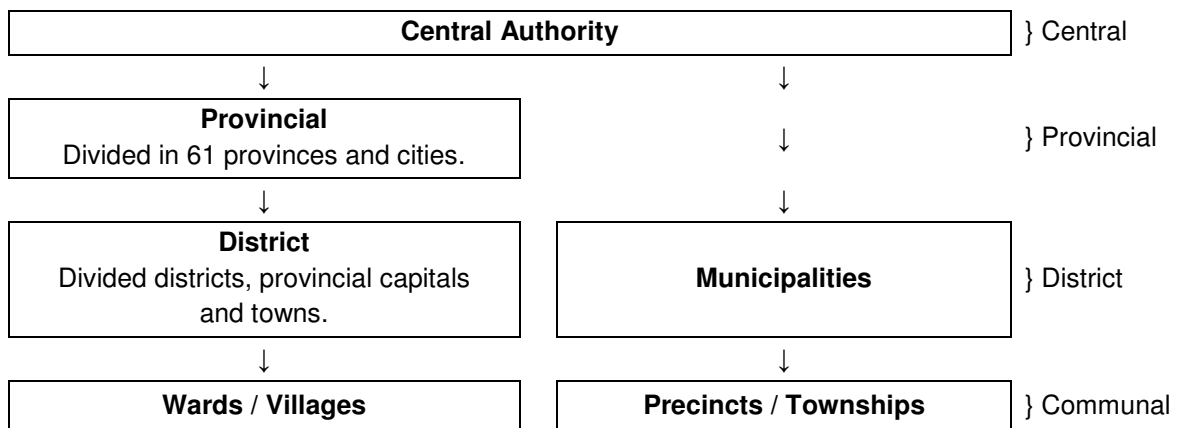 Central Authority } Central
↓ ↓
Provincial
Divided in 61 provinces and cities.
↓ } Provincial
↓ ↓
District
Divided districts, provincial capitals
and towns.
Municipalities } District
↓ ↓
Wards / Villages Precincts / Townships } Communal